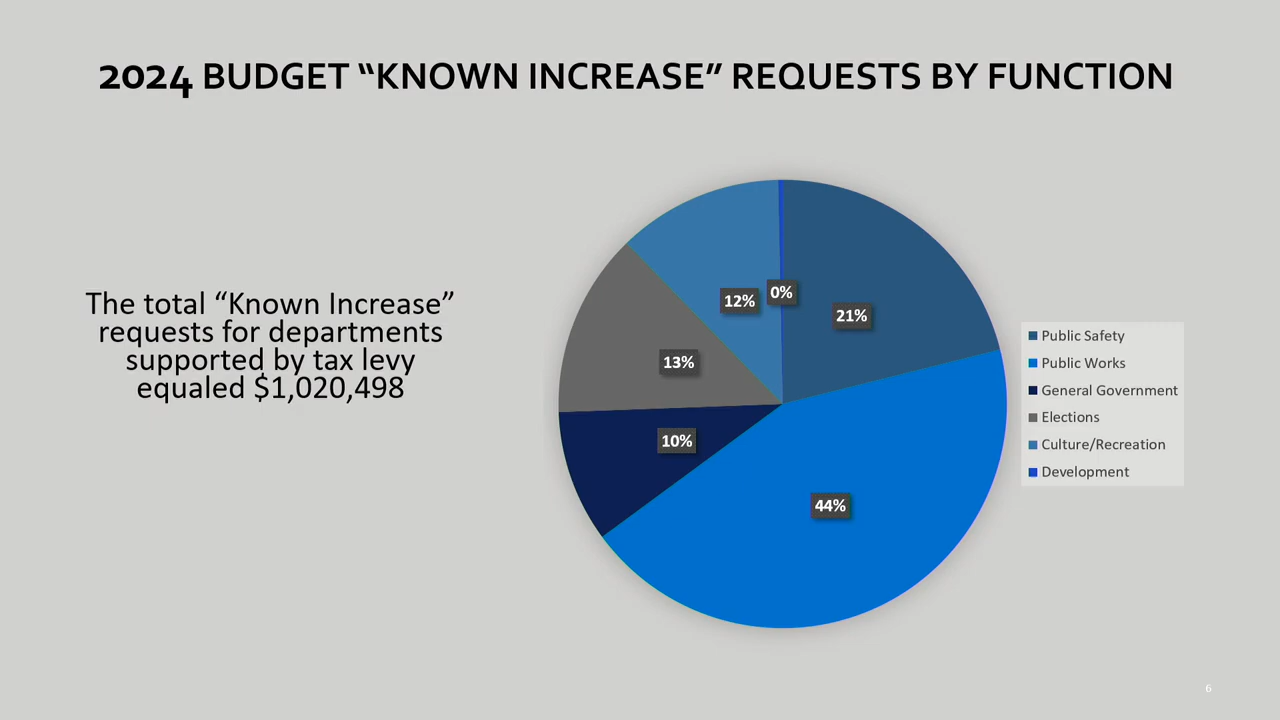 2024 BUDGET “KNOWN INCREASE” REQUESTS BY FUNCTION
The total “Known Increase”
requests for departments
supported by tax levy
equaled $1,020,498
12%
0%
21%
13%
10%
44%
Public Safety
Public Works
General Government
Elections
Culture/Recreation
Development
6